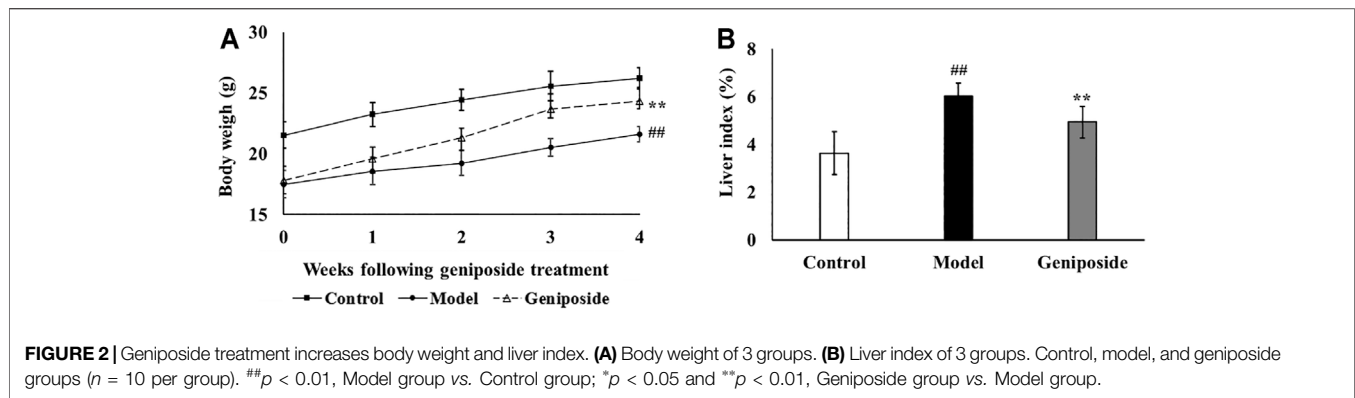 A
30
25
20
15
Body weigh (g)
**
##
0 1 2 3 4
Weeks following geniposide treatment
Control Model Geniposide
B
8
6
4
2
0
Liver index (%)
##
**
Control Model Geniposide
FIGURE 2 | Geniposide treatment increases body weight and liver index. (A) Body weight of 3 groups. (B) Liver index of 3 groups. Control, model, and geniposide
groups (n = 10 per group). ##p < 0.01, Model group vs. Control group; *p < 0.05 and **p < 0.01, Geniposide group vs. Model group.